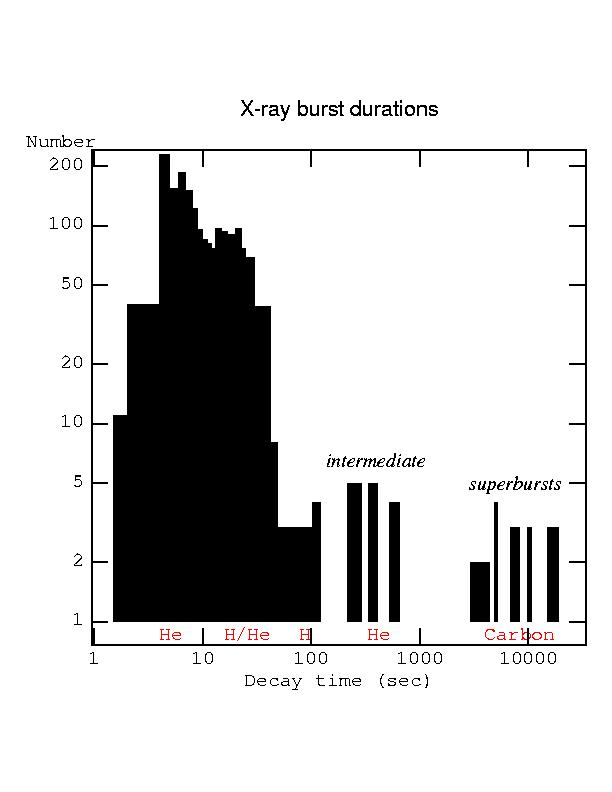 X-ray burst durations
Number
200
100
50
20
10
5
2
1
intermediate
superbursts
He H/He H He Carbon
1 10 100 1000 10000
Decay time (sec)